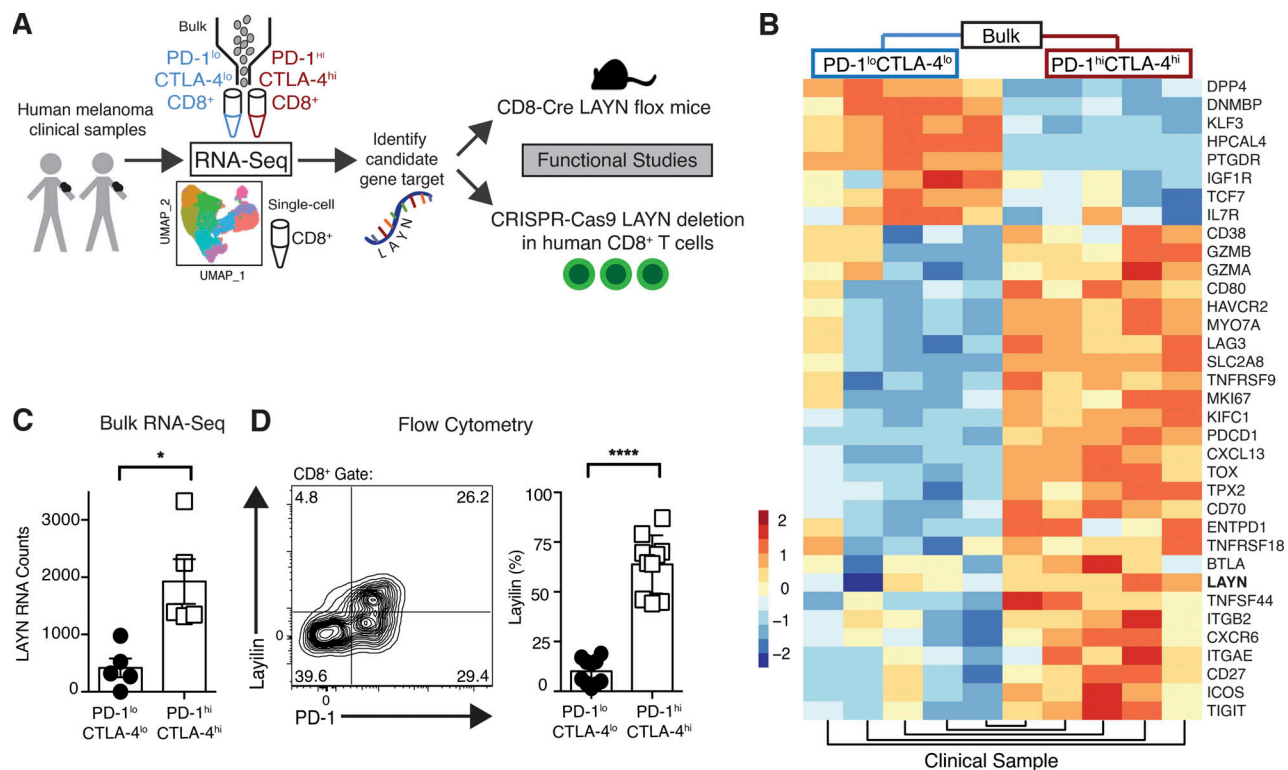 A
Bulk
PD-1lo
CTLA-4lo
CD8+
PD-1HI
CTLA-4hi
CD8+
Human melanoma
clinical samples
RNA-Seq
UMAP_2
UMAP_1
Single-cell
CD8+
Identify
candidate
gene target
LAYN
CD8-Cre LAYN flox mice
Functional Studies
CRISPR-Cas9 LAYN deletion
in human CD8+ T cells
B
Bulk
PD-1loCTLA-4lo
PD-1hiCTLA-4hi
DPP4
DNMBP
KLF3
HPCAL4
PTGDR
IGF1R
TCF7
IL7R
CD38
GZMB
GZMA
CD80
HAVCR2
MYO7A
LAG3
SLC2A8
TNFRSF9
MKI67
KIFC1
PDCD1
CXCL13
TOX
TPX2
CD70
ENTPD1
TNFRSF18
BTLA
LAYN
TNFSF44
ITGB2
CXCR6
ITGAE
CD27
ICOS
TIGIT
2
1
0
−1
−2
Clinical Sample
C
Bulk RNA-Seq
*
LAYN RNA Counts
3000
2000
1000
0
PD-1lo
CTLA-4lo
PD-1hi
CTLA-4hi
D
Flow Cytometry
CD8+ Gate:
4.8
26.2
39.6
29.4
0
0
Layilin
PD-1
****
Layilin (%)
100
75
50
25
0
PD-1lo
CTLA-4lo
PD-1hi
CTLA-4hi